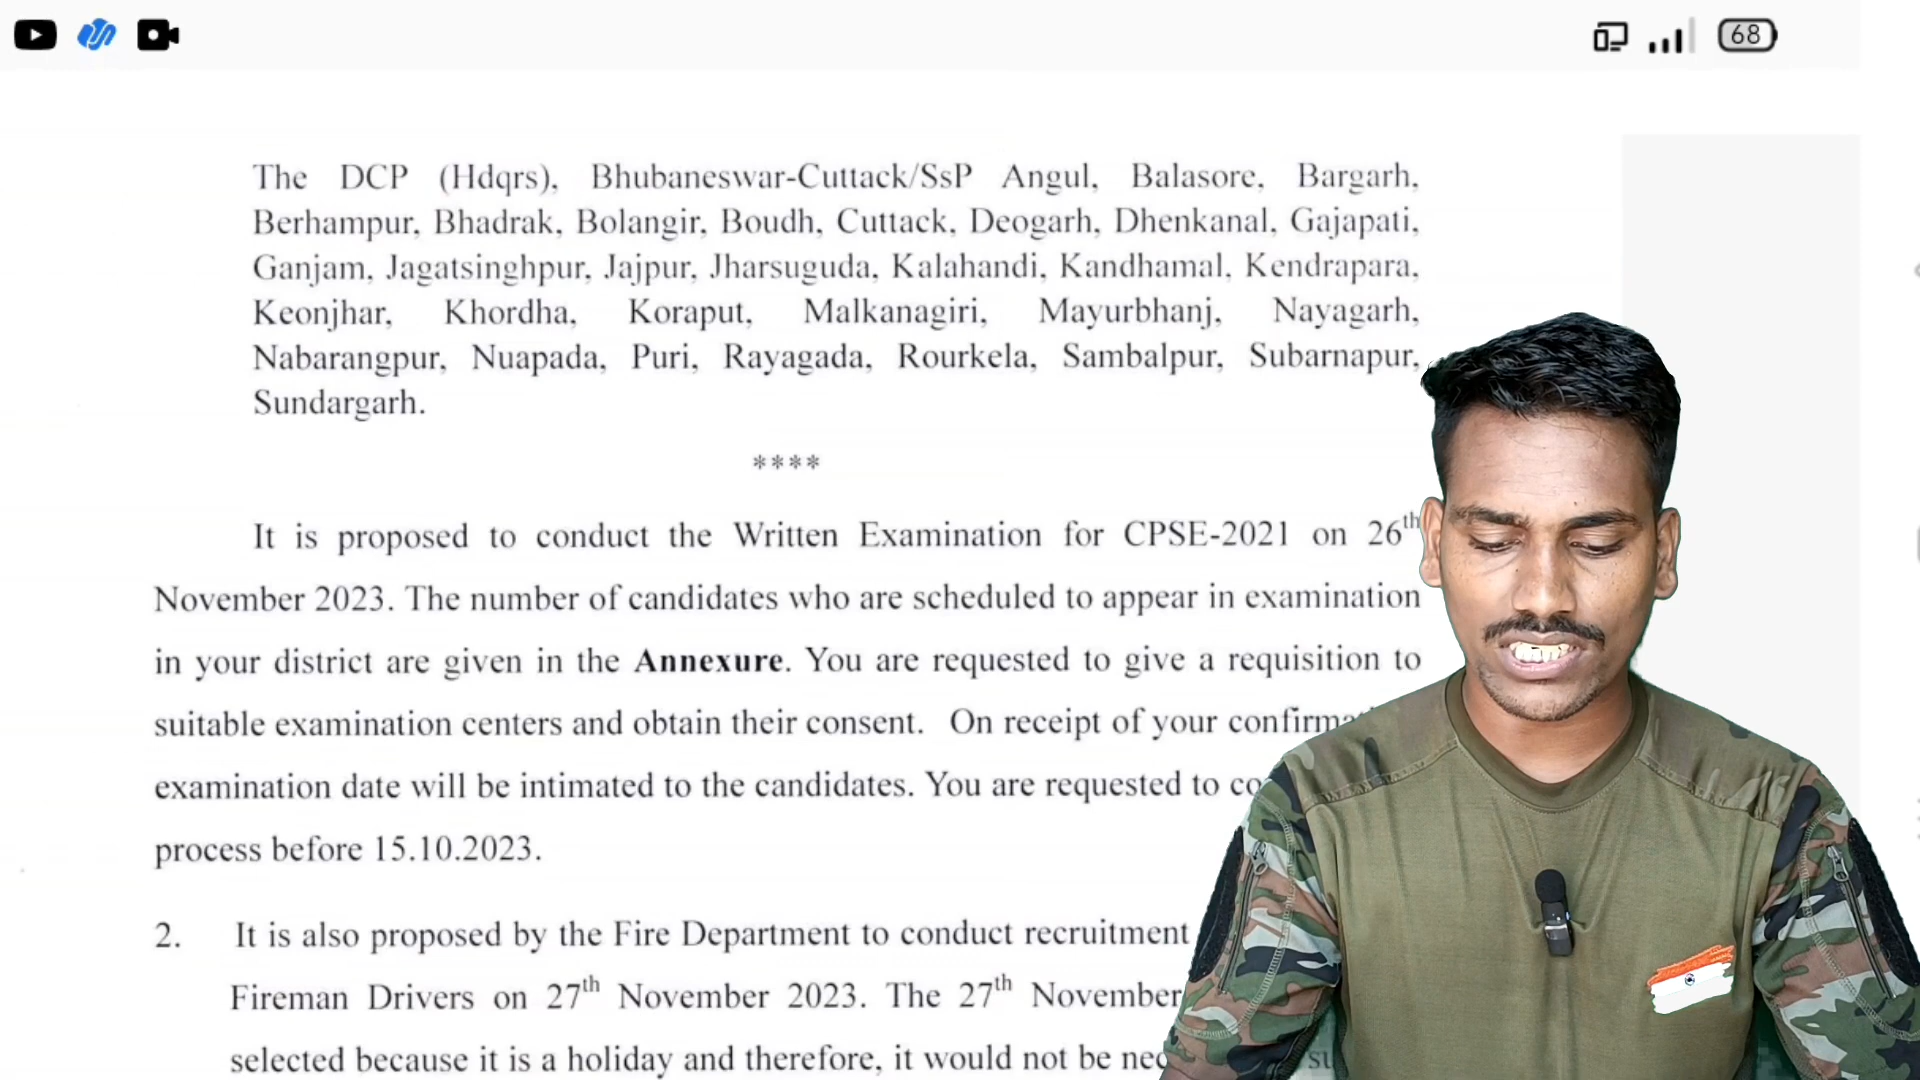 68
The DCP (Hdqrs), Bhubaneswar-Cuttack/SsP Angul, Balasore, Bargarh,
Berhampur, Bhadrak, Bolangir, Boudh, Cuttack, Deogarh, Dhenkanal, Gajapati,
Ganjam, Jagatsinghpur, Jajpur, Jharsuguda, Kalahandi, Kandhamal, Kendrapara,
Keonjhar, Khordha, Koraput, Malkanagiri, Mayurbhanj, Nayagarh,
Nabarangpur, Nuapada, Puri, Rayagada, Rourkela, Sambalpur, Subarnapur,
Sundargarh.
****
It is proposed to conduct the Written Examination for CPSE-2021 on 26th
November 2023. The number of candidates who are scheduled to appear in examination
in your district are given in the Annexure. You are requested to give a requisition to
suitable examination centers and obtain their consent. On receipt of your
examination date will be intimated to the candidates. You are requested to
process before 15.10.2023.
2. It is also proposed by the Fire Department to conduct recruitment
Fireman Drivers on 27th November 2023. The 27th November
selected because it is a holiday and therefore, it would not be